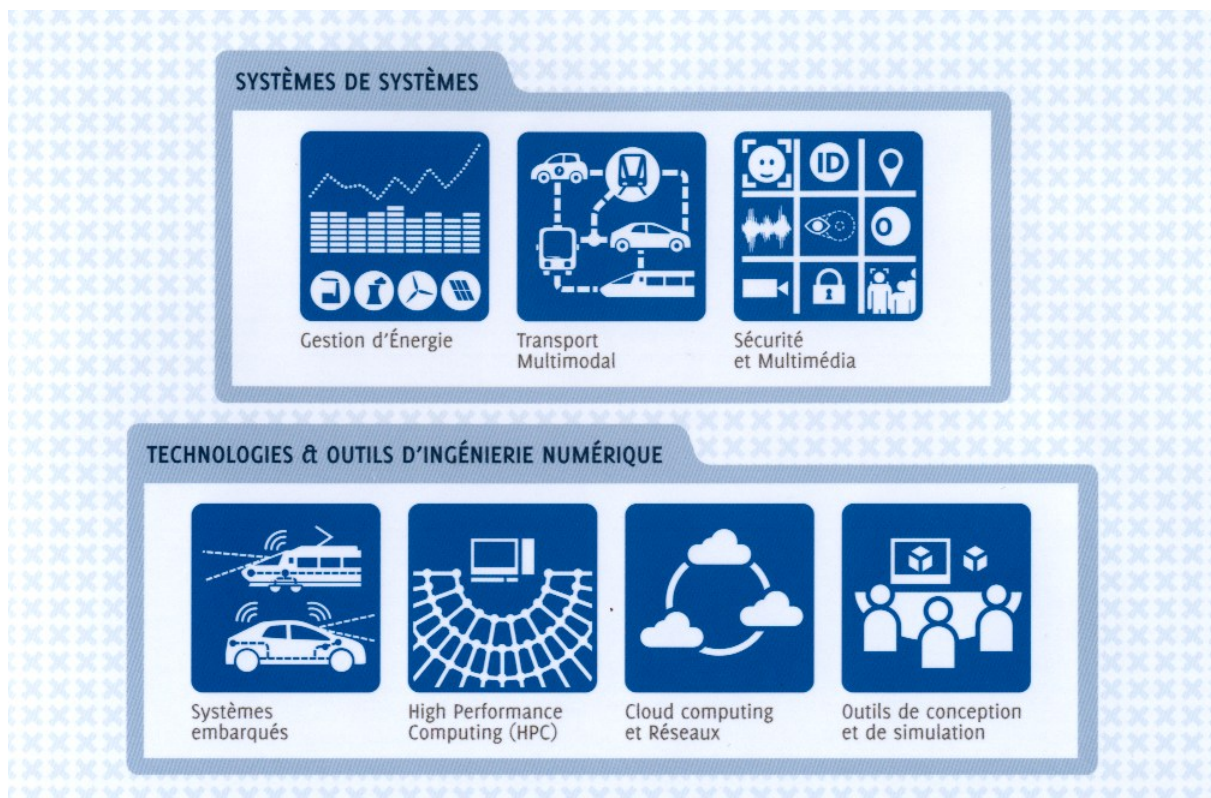 SYSTÈMES DE SYSTÈMES
ID
Gestion d'Énergie
Transport
Multimodal
Sécurité
et Multimédia
TECHNOLOGIES & OUTILS D'INGÉNIERIE NUMÉRIQUE
Systèmes
embarqués
High Performance
Computing (HPC)
Cloud computing
et Réseaux
Outils de conception
et de simulation